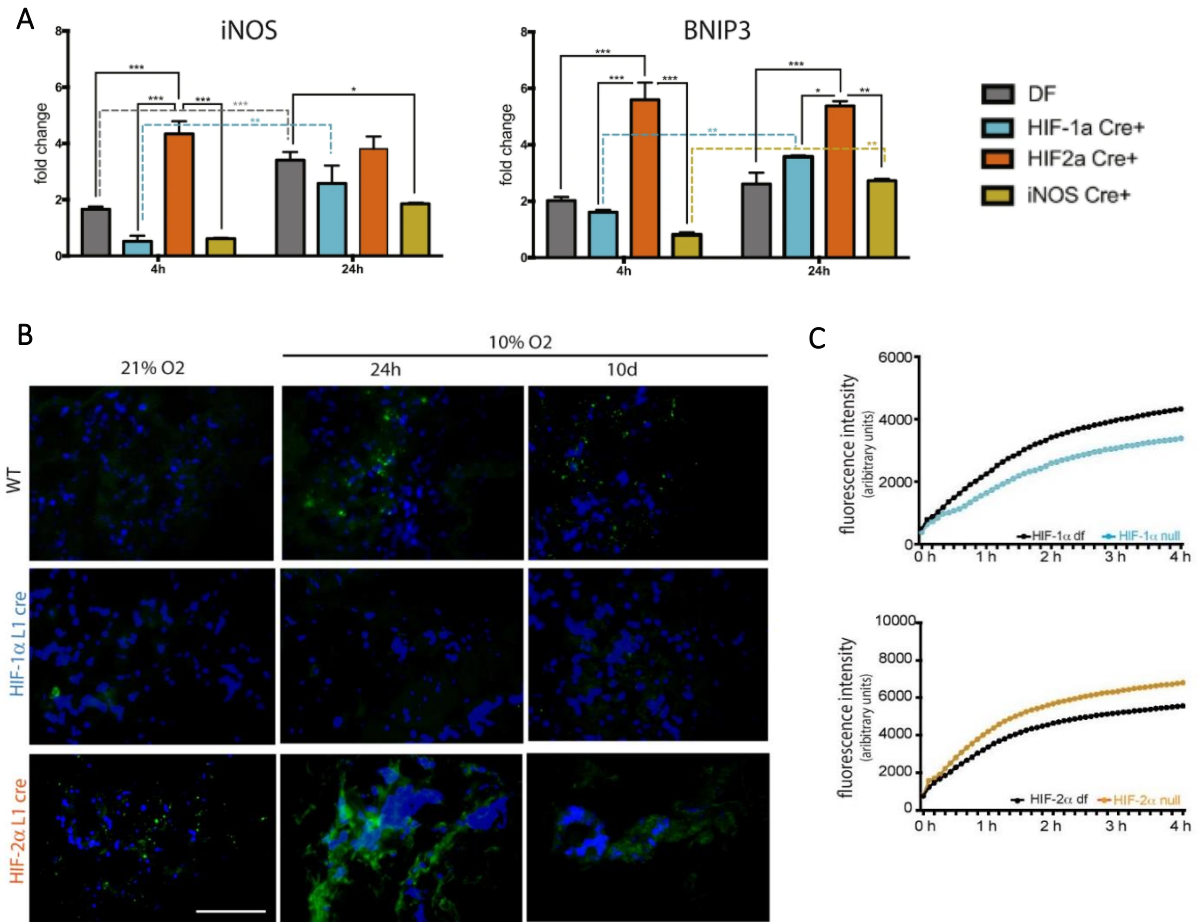 A
iNOS
BNIP3
fold change
8
6
4
2
0
***
***
***
***
**
*
4h
24h
fold change
8
6
4
2
0
***
***
***
**
***
*
**
**
4h
24h
DF
HIF-1a Cre+
HIF2a Cre+
iNOS Cre+
B
10% O2
21% O2
24h
10d
WT
HIF-1α L1 cre
HIF-2α L1 cre
C
fluorescence intensity
(aribitrary units)
6000
4000
2000
0
HIF-1α df
HIF-1α null
0 h
1 h
2 h
3 h
4 h
fluorescence intensity
(aribitrary units)
10000
8000
6000
4000
2000
0
HIF-2α df
HIF-2α null
0 h
1 h
2 h
3 h
4 h